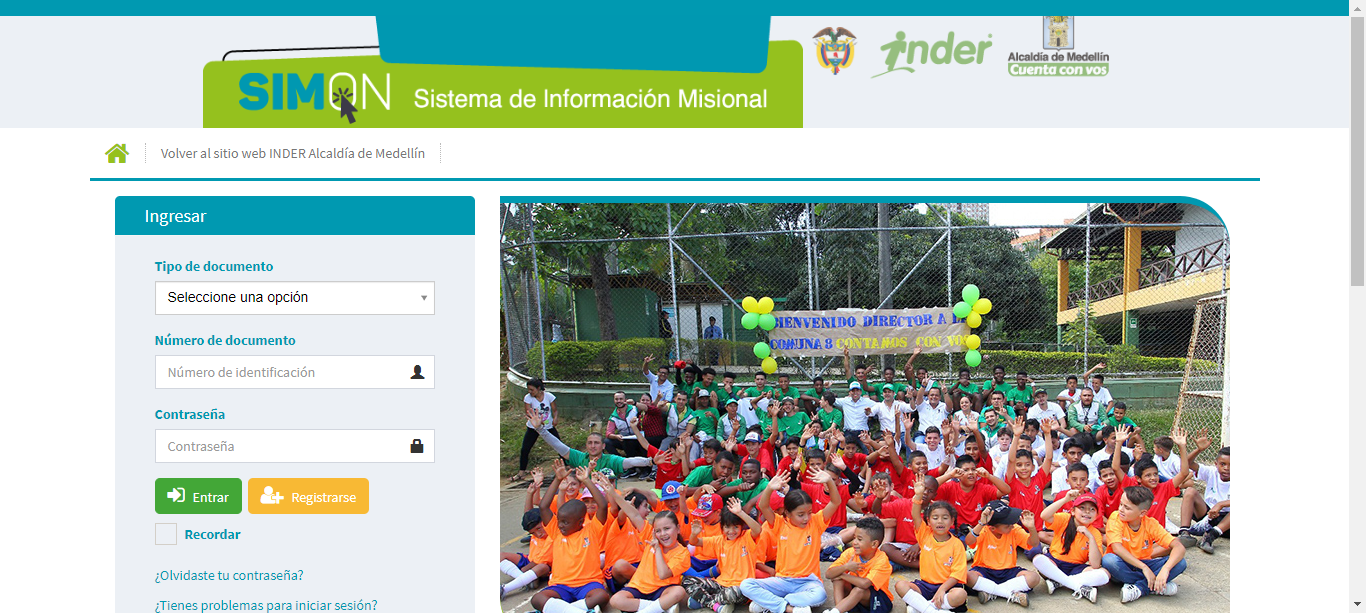 SIMON Sistema de Información Misional
inder
Alcaldía de Medellín
Cuenta con vos
Volver al sitio web INDER Alcaldía de Medellín
Ingresar
Tipo de documento
Seleccione una opción
Número de documento
Número de identificación
Contraseña
Contraseña
Entrar Registrarse
Recordar
¿Olvidaste tu contraseña?
¿Tienes problemas para iniciar sesión?
BIENVENIDO DIRECTOR A L
COMUNA 8 CONTAMOS CON VOS